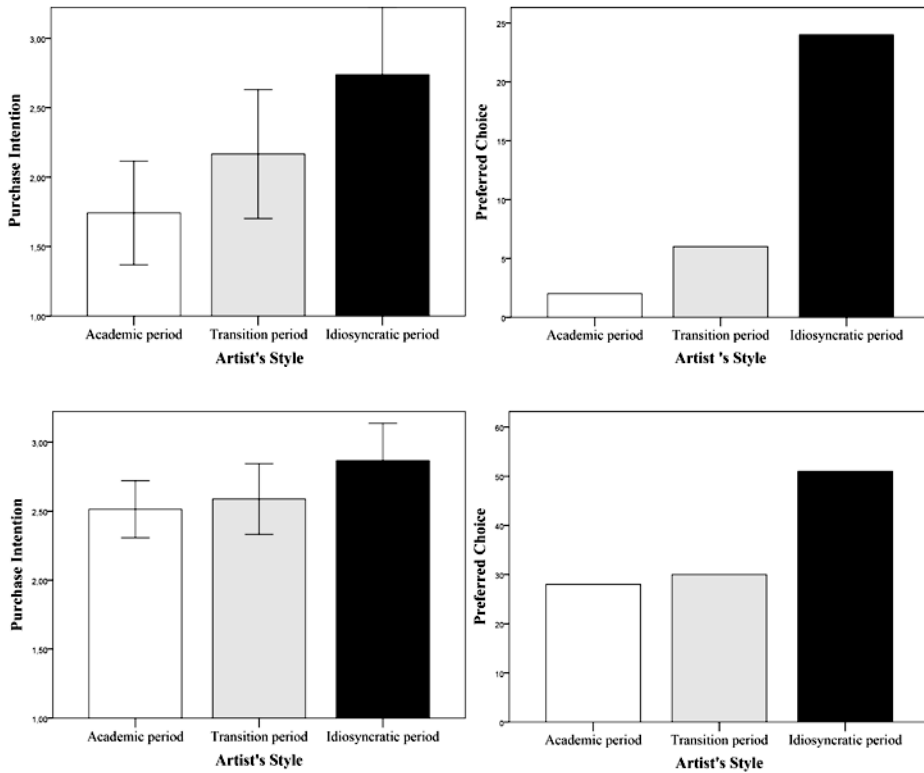 Purchase Intention
3,00
2,50
2,00
1,50
1,00
Academic period Transition period Idiosyncratic period
Artist's Style
Preferred Choice
25
20
15
10
5
0
Academic period Transition period Idiosyncratic period
Artist 's Style
Purchase Intention
3,00
2,50
2,00
1,50
1,00
Academic period Transition period Idiosyncratic period
Artist's Style
Preferred Choice
60
50
40
30
20
10
0
Academic period Transition period Idiosyncratic period
Artist's Style